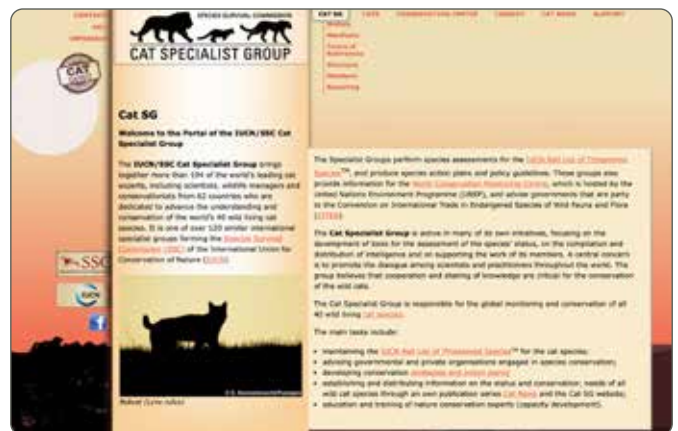 CONTACT
SPECIES SURVIVAL COMMISSION
CAT SPECIALIST GROUP
CAT SG
CATS
CONSERVATION CENTRE
LIBRARY
CAT NEWS
SUPPORT
Members
CAT
SSC
IUCN
Cat SG
Welcome to the Portal of the IUCN/SSC Cat
Specialist Group
The IUCN/SSC Cat Specialist Group brings
together more than 194 of the world's leading cat
experts, including scientists, wildlife managers and
conservationists from 62 countries who are
dedicated to advance the understanding and
conservation of the world's 40 wild living cat
species. It is one of over 120 similar international
specialist groups forming the Species Survival
Commission (SSC) of the International Union for
Conservation of Nature (IUCN).
Bobcat (Lynx rufus)
The Specialist Groups perform species assessments for the IUCN Red List of Threatened
Species™, and produce species action plans and policy guidelines. These groups also
provide information for the World Conservation Monitoring Centre, which is hosted by the
United Nations Environment Programme (UNEP), and advise governments that are party
to the Convention on International Trade in Endangered Species of Wild Fauna and Flora
(CITES).
The Cat Specialist Group is active in many of its own initiatives, focusing on the
development of tools for the assessment of the species' status, on the compilation and
distribution of intelligence and on supporting the work of its members. A central concern
is to promote the dialogue among scientists and practitioners throughout the world. The
group believes that cooperation and sharing of knowledge are critical for the conservation
of the wild cats.
The Cat Specialist Group is responsible for the global monitoring and conservation of all
40 wild living cat species.
The main tasks include:
• maintaining the IUCN Red List of Threatened Species™ for the cat species;
• advising governmental and private organisations engaged in species conservation;
• developing conservation strategies and action plans;
• establishing and distributing information on the status and conservation; needs of all
wild cat species through an own publication series Cat News and the Cat SG website;
• education and training of nature conservation experts (capacity development).